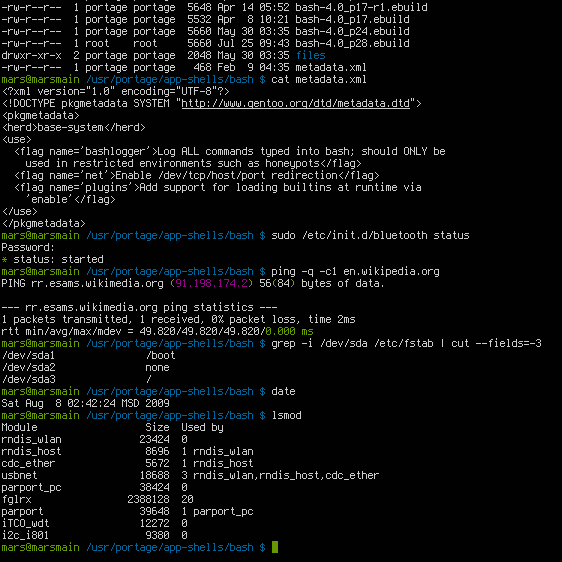 -rw-r--r--  1 portage portage  5648 Apr 14 05:52 bash-4.0_p17-r1.ebuild
-rw-r--r--  1 portage portage  5532 Apr  8 10:21 bash-4.0_p17.ebuild
-rw-r--r--  1 portage portage  5660 May 30 03:35 bash-4.0_p24.ebuild
-rw-r--r--  1 root    root     5660 Jul 25 09:43 bash-4.0_p28.ebuild
drwxr-xr-x  2 portage portage  2048 May 30 03:35 files
-rw-r--r--  1 portage portage   468 Feb  9 04:35 metadata.xml
mars@marsmain /usr/portage/app-shells/bash $ cat metadata.xml
<?xml version="1.0" encoding="UTF-8"?>
<!DOCTYPE pkgmetadata SYSTEM "http://www.gentoo.org/dtd/metadata.dtd">
<pkgmetadata>
<herd>base-system</herd>
<use>
  <flag name='bashlogger'>Log ALL commands typed into bash; should ONLY be
    used in restricted environments such as honeypots</flag>
  <flag name='net'>Enable /dev/tcp/host/port redirection</flag>
  <flag name='plugins'>Add support for loading builtins at runtime via
    'enable'</flag>
</use>
</pkgmetadata>
mars@marsmain /usr/portage/app-shells/bash $ sudo /etc/init.d/bluetooth status
Password:
* status: started
mars@marsmain /usr/portage/app-shells/bash $ ping -q -c1 en.wikipedia.org
PING rr.esams.wikimedia.org (91.198.174.2) 56(84) bytes of data.

--- rr.esams.wikimedia.org ping statistics ---
1 packets transmitted, 1 received, 0% packet loss, time 2ms
rtt min/avg/max/mdev = 49.820/49.820/49.820/0.000 ms
mars@marsmain /usr/portage/app-shells/bash $ grep -i /dev/sda /etc/fstab | cut --fields=-3
/dev/sda1               /boot
/dev/sda2               none
/dev/sda3               /
mars@marsmain /usr/portage/app-shells/bash $ date
Sat Aug  8 02:42:24 MSD 2009
mars@marsmain /usr/portage/app-shells/bash $ lsmod
Module                  Size  Used by
rndis_wlan             23424  0
rndis_host              8696  1 rndis_wlan
cdc_ether               5672  1 rndis_host
usbnet                 18688  3 rndis_wlan,rndis_host,cdc_ether
parport_pc             38424  0
fglrx                2388128  20
parport                39648  1 parport_pc
iTCO_wdt               12272  0
i2c_i801                9380  0
mars@marsmain /usr/portage/app-shells/bash $